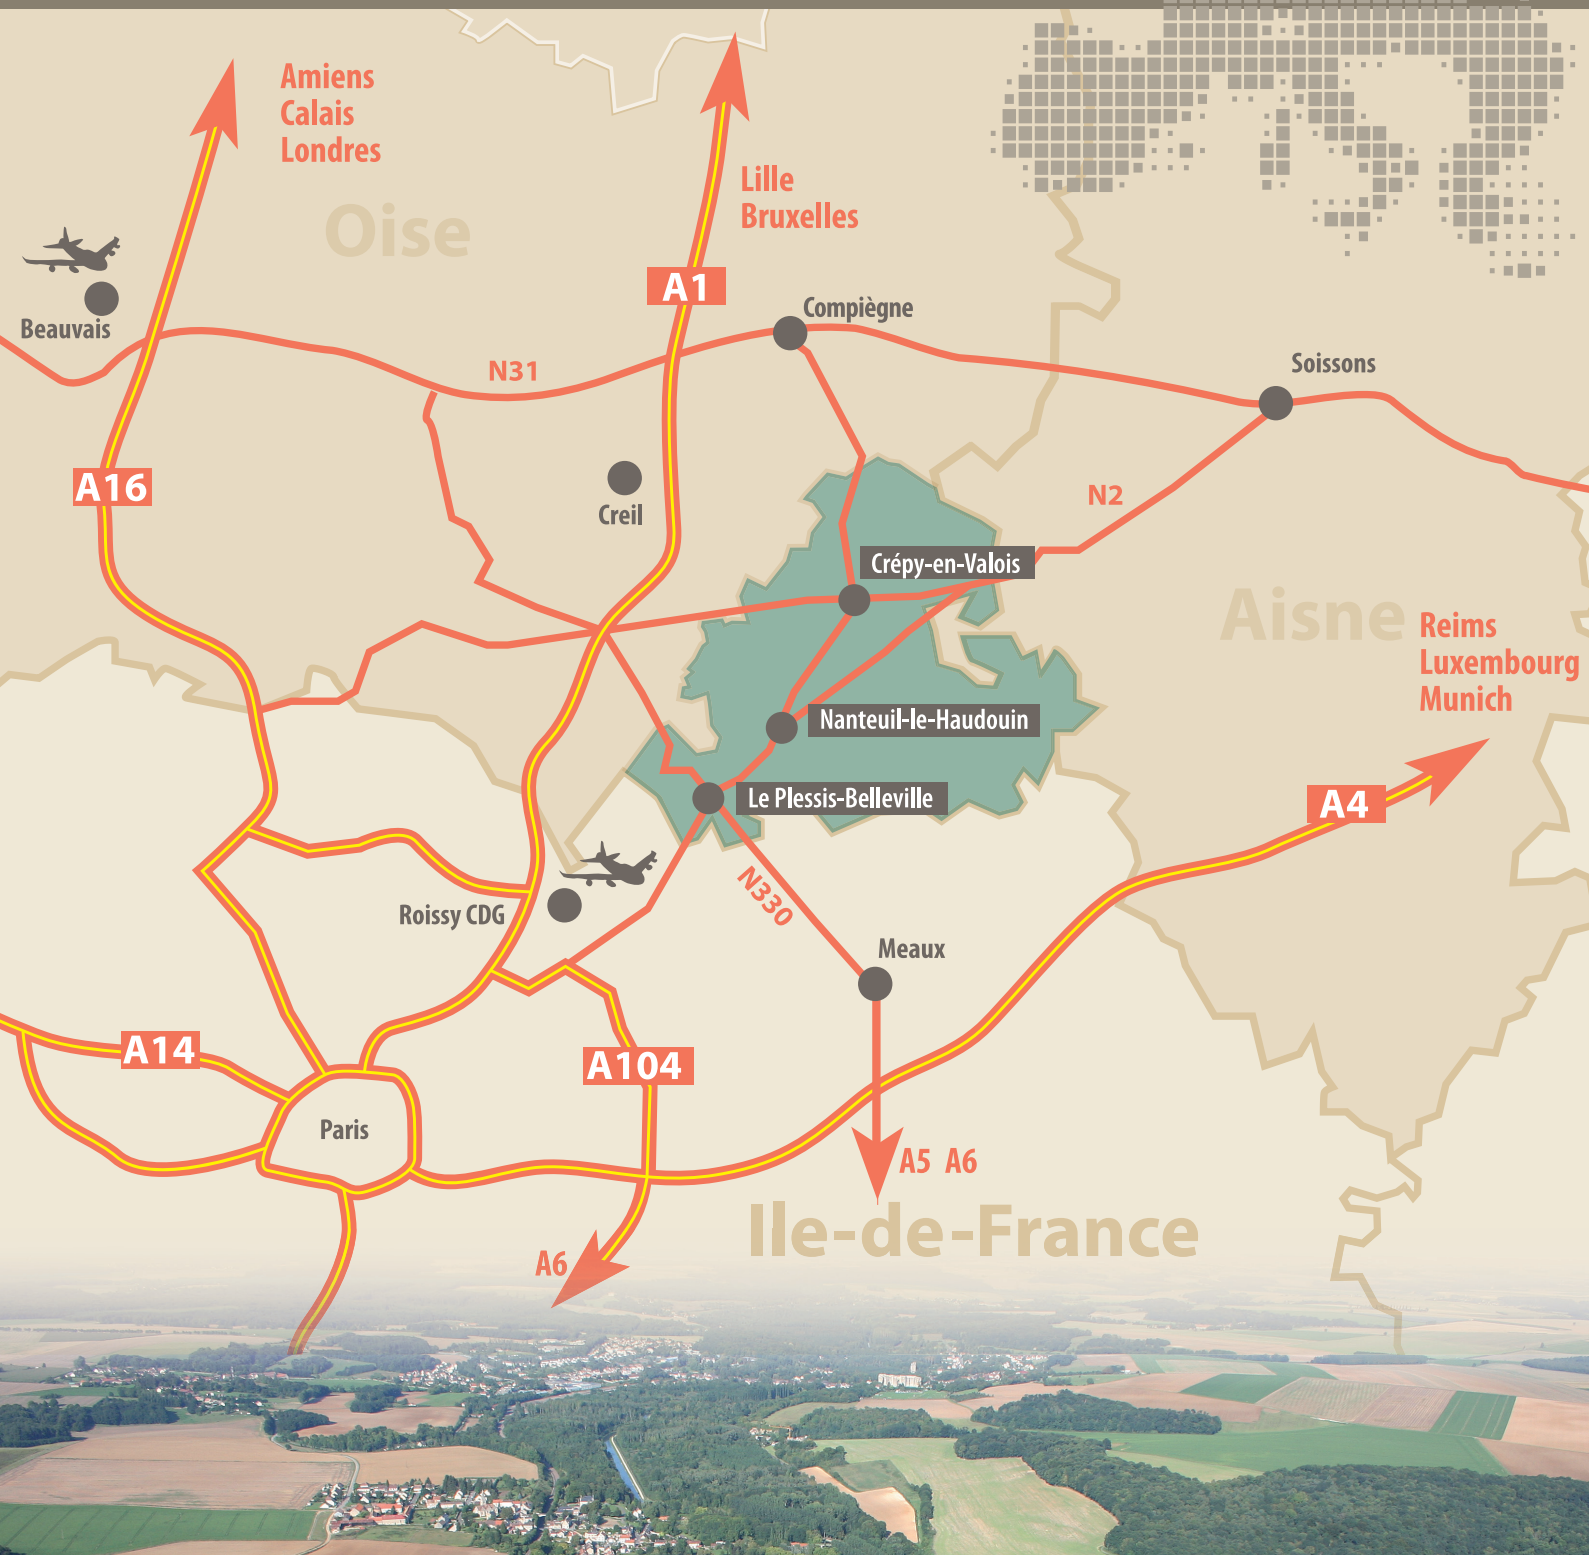 Amiens
Calais
Londres
Lille
Bruxelles
Oise
A1
Beauvais
Compiègne
N31
Soissons
A16
Creil
N2
Crépy-en-Valois
Aisne
Reims
Luxembourg
Munich
Nanteuil-le-Haudouin
Le Plessis-Belleville
A4
N330
Roissy CDG
Meaux
A14
A104
Paris
A5 A6
Ile-de-France
A6